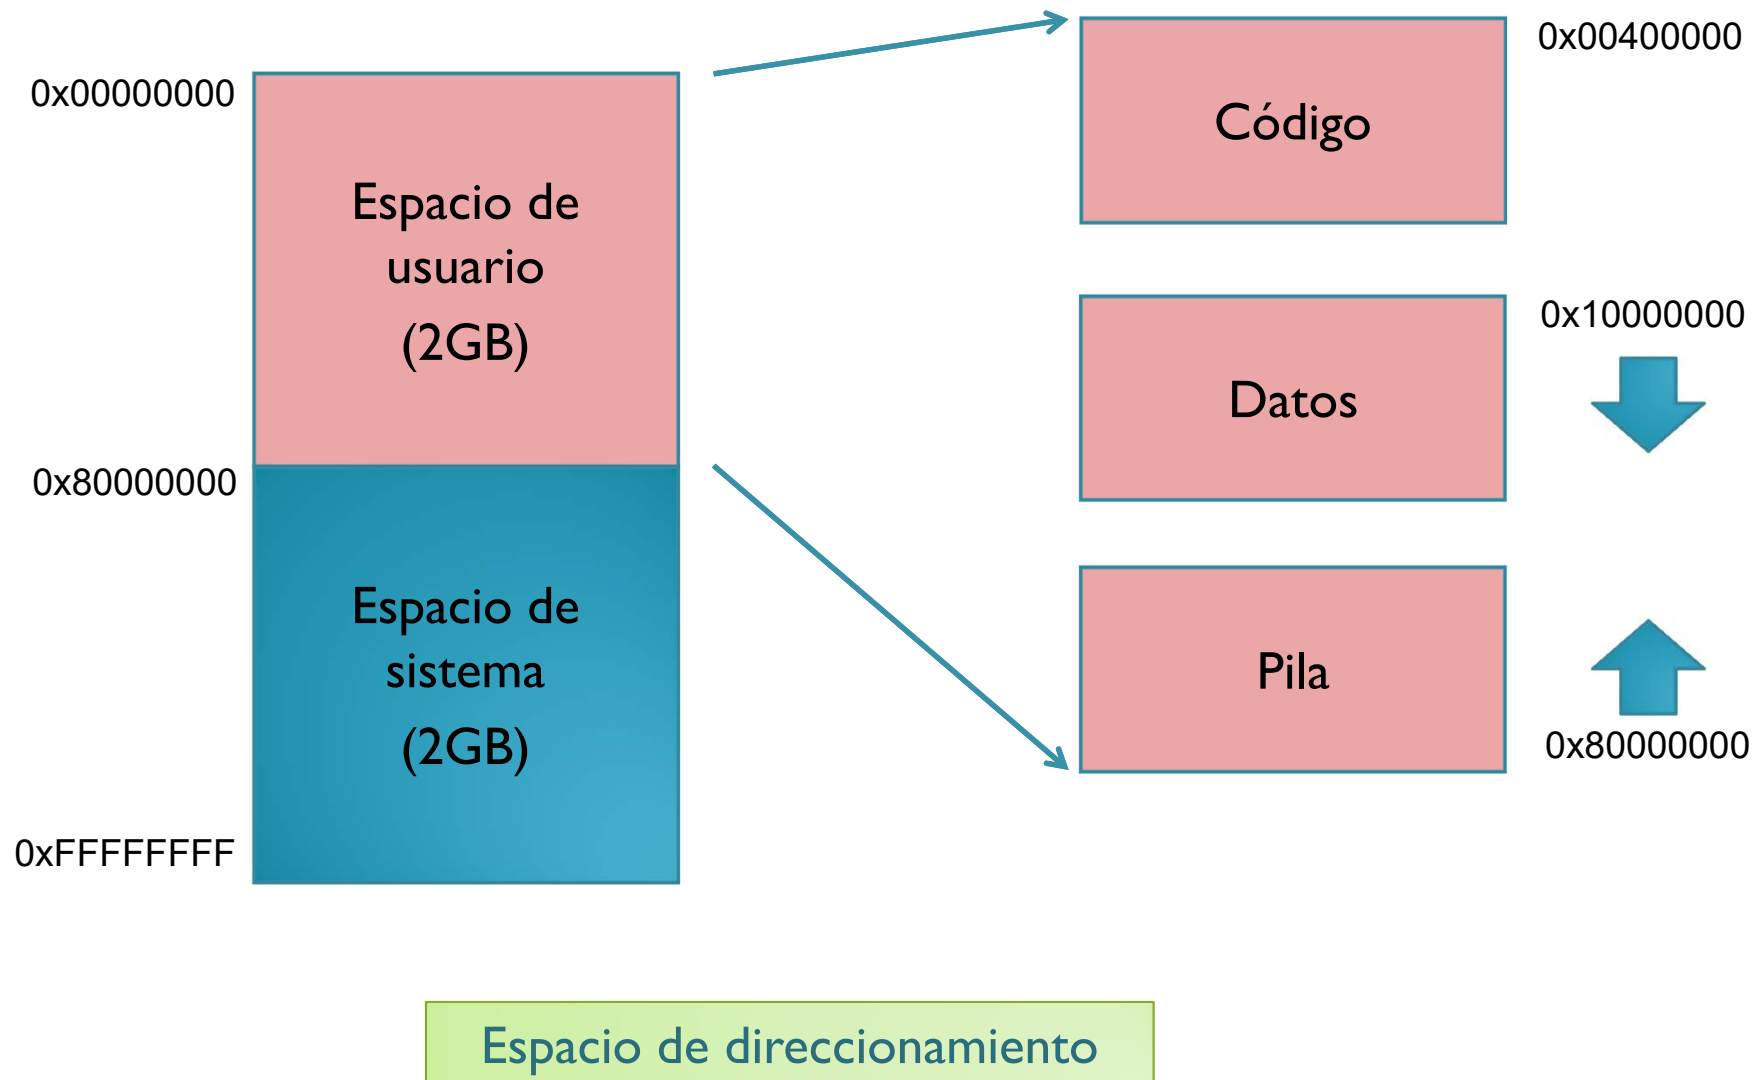 0x00000000
Espacio de
usuario
(2GB)
0x80000000
Espacio de
sistema
(2GB)
0xFFFFFFFF
0x00400000
Código
0x10000000
Datos
Pila
0x80000000
Espacio de direccionamiento